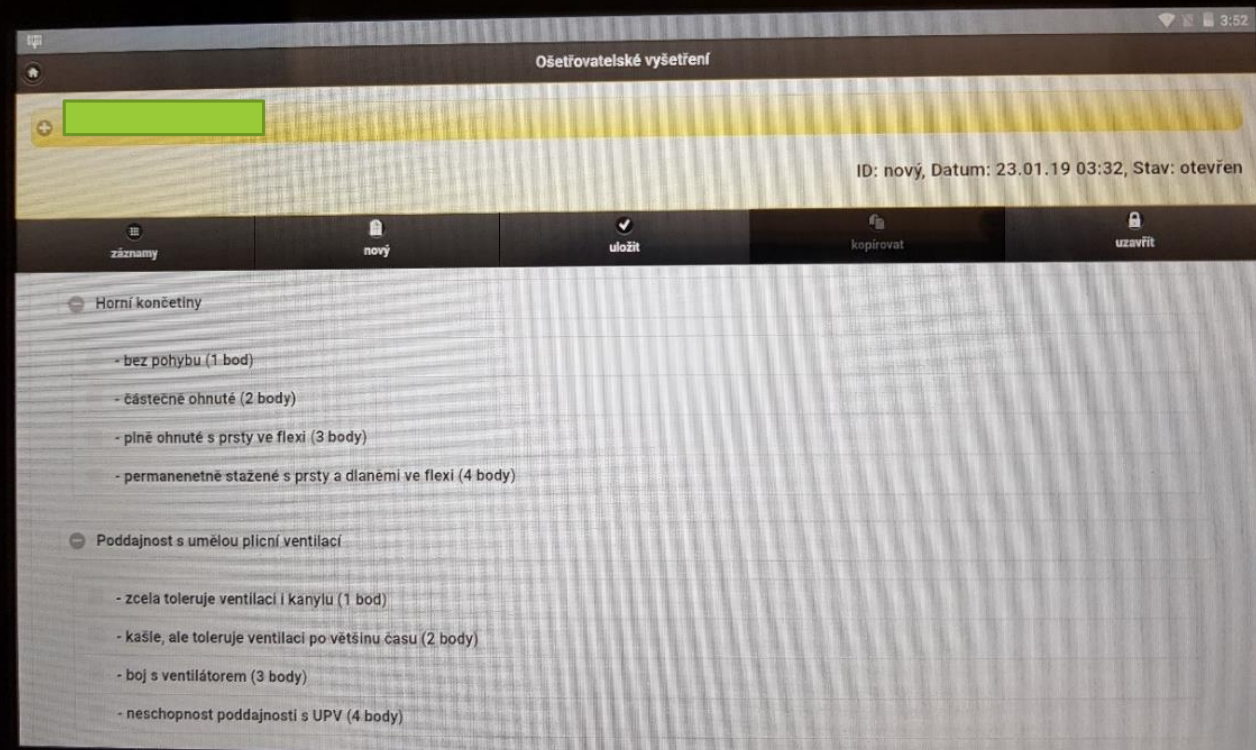 3:52
Ošetřovatelské vyšetření
ID: nový, Datum: 23.01.19 03:32, Stav: otevřen
záznamy
nový
uložit
kopírovat
uzavřít
Horní končetiny
- bez pohybu (1 bod)
- částečně ohnuté (2 body)
- plně ohnuté s prsty ve flexi (3 body)
- permanenetně stažené s prsty a dlaněmi ve flexi (4 body)
Poddajnost s umělou plicní ventilací
- zcela toleruje ventilaci i kanylu (1 bod)
- kašle, ale toleruje ventilaci po většinu času (2 body)
- boj s ventilátorem (3 body)
- neschopnost poddajnosti s UPV (4 body)